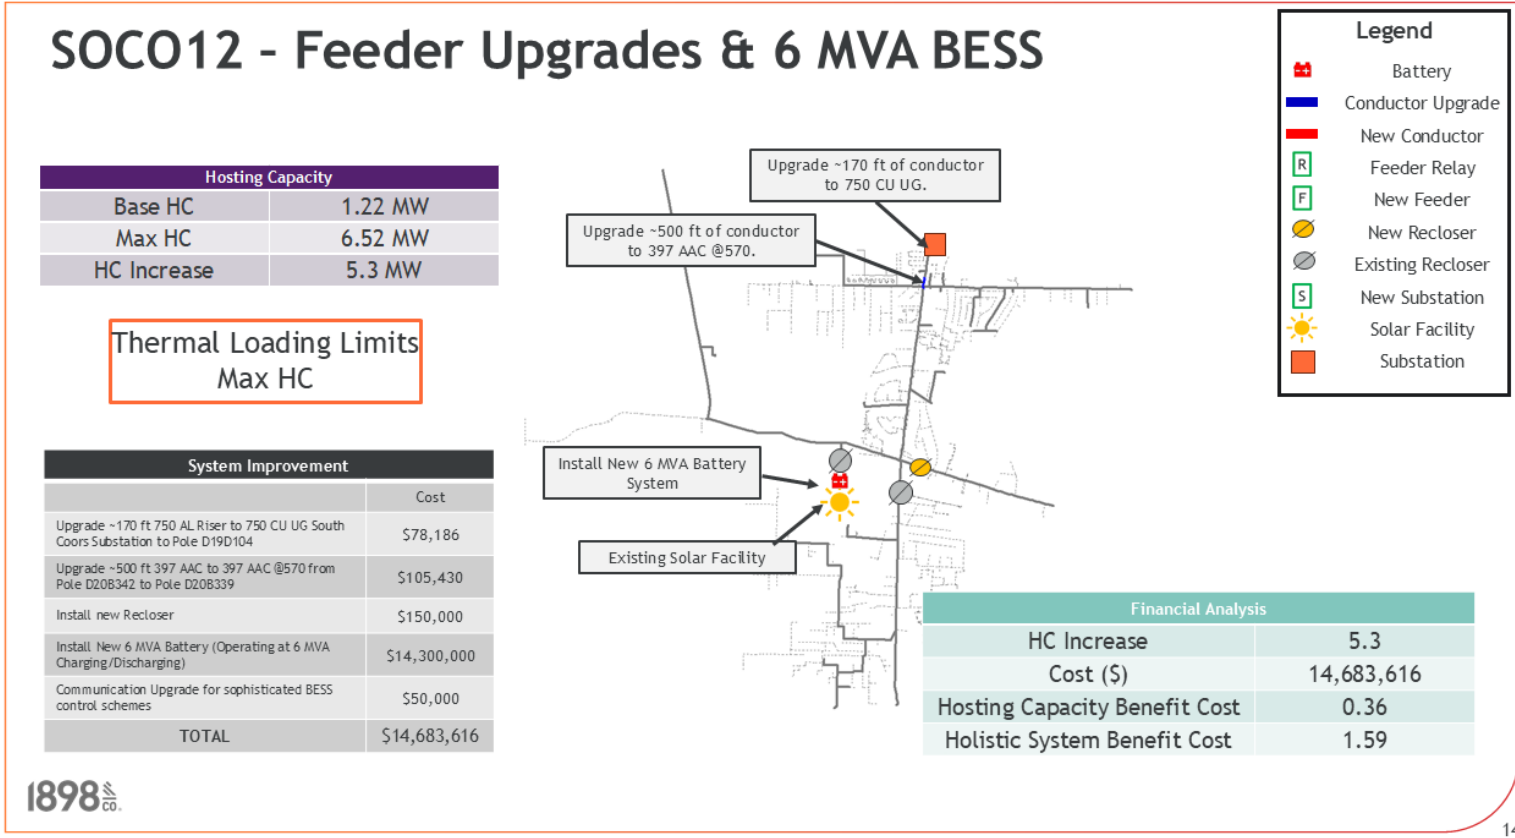 SOCO12 – Feeder Upgrades & 6 MVA BESS
Legend
Battery
Conductor Upgrade
New Conductor
R
Feeder Relay
F
New Feeder
New Recloser
Existing Recloser
S
New Substation
Solar Facility
Substation
Hosting Capacity
Base HC 1.22 MW
Max HC 6.52 MW
HC Increase 5.3 MW
Thermal Loading Limits
Max HC
Upgrade ~170 ft of conductor
to 750 CU UG.
Upgrade ~500 ft of conductor
to 397 AAC @570.
Install New 6 MVA Battery
System
Existing Solar Facility
System Improvement
Cost
Upgrade ~170 ft 750 AL Riser to 750 CU UG South
Coors Substation to Pole D19D104
$78,186
Upgrade ~500 ft 397 AAC to 397 AAC @570 from
Pole D20B342 to Pole D20B339
$105,430
Install new Recloser $150,000
Install New 6 MVA Battery (Operating at 6 MVA
Charging/Discharging)
$14,300,000
Communication Upgrade for sophisticated BESS
control schemes
$50,000
TOTAL $14,683,616
Financial Analysis
HC Increase 5.3
Cost ($) 14,683,616
Hosting Capacity Benefit Cost 0.36
Holistic System Benefit Cost 1.59
1898 & CO.
14